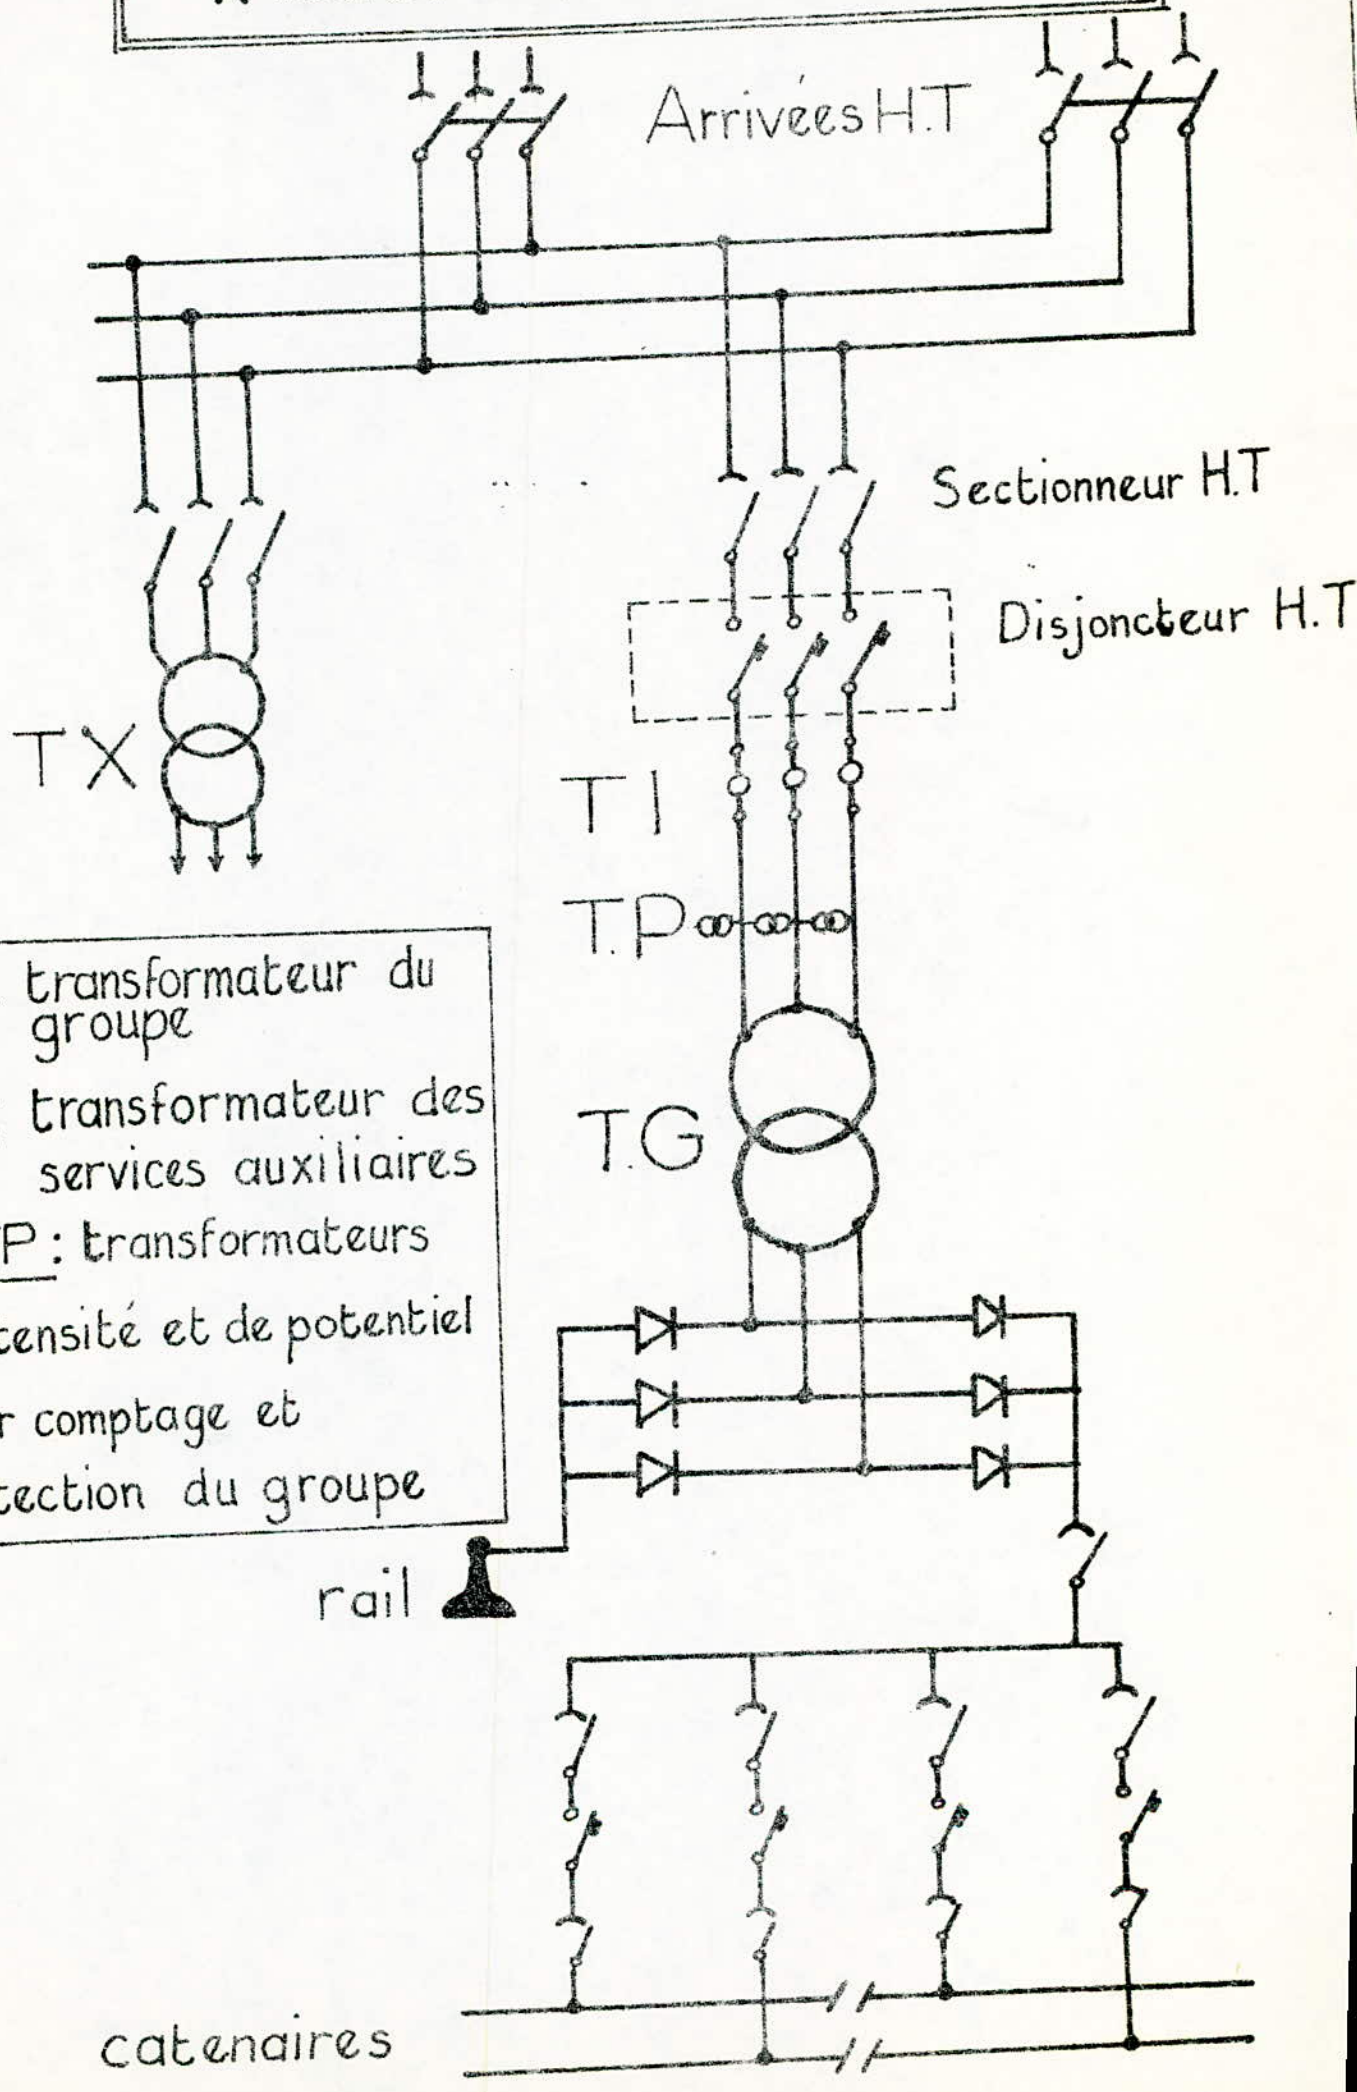 Arrivées H.T
Sectionneur H.T
Disjoncteur H.T
TX
TI
T.P
transformateur du
groupe
transformateur des
services auxiliaires
P: transformateurs
tensité et de potentiel
r comptage et
tection du groupe
T.G
rail
catenaires